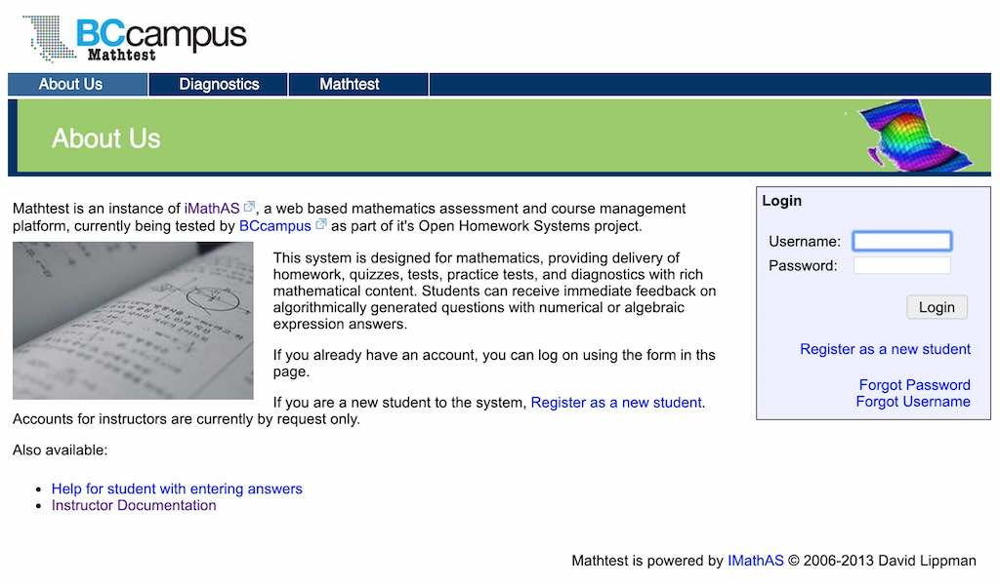 BCcampus
Mathtest
About Us
Diagnostics
Mathtest
About Us
Mathtest is an instance of iMathAS, a web based mathematics assessment and course management
platform, currently being tested by BCcampus as part of it's Open Homework Systems project.
This system is designed for mathematics, providing delivery of
homework, quizzes, tests, practice tests, and diagnostics with rich
mathematical content. Students can receive immediate feedback on
algorithmically generated questions with numerical or algebraic
expression answers.
If you already have an account, you can log on using the form in ths
page.
If you are a new student to the system, Register as a new student.
Accounts for instructors are currently by request only.
Also available:
• Help for student with entering answers
• Instructor Documentation
Login
Username:
Password:
Login
Register as a new student
Forgot Password
Forgot Username
Mathtest is powered by IMathAS © 2006-2013 David Lippman